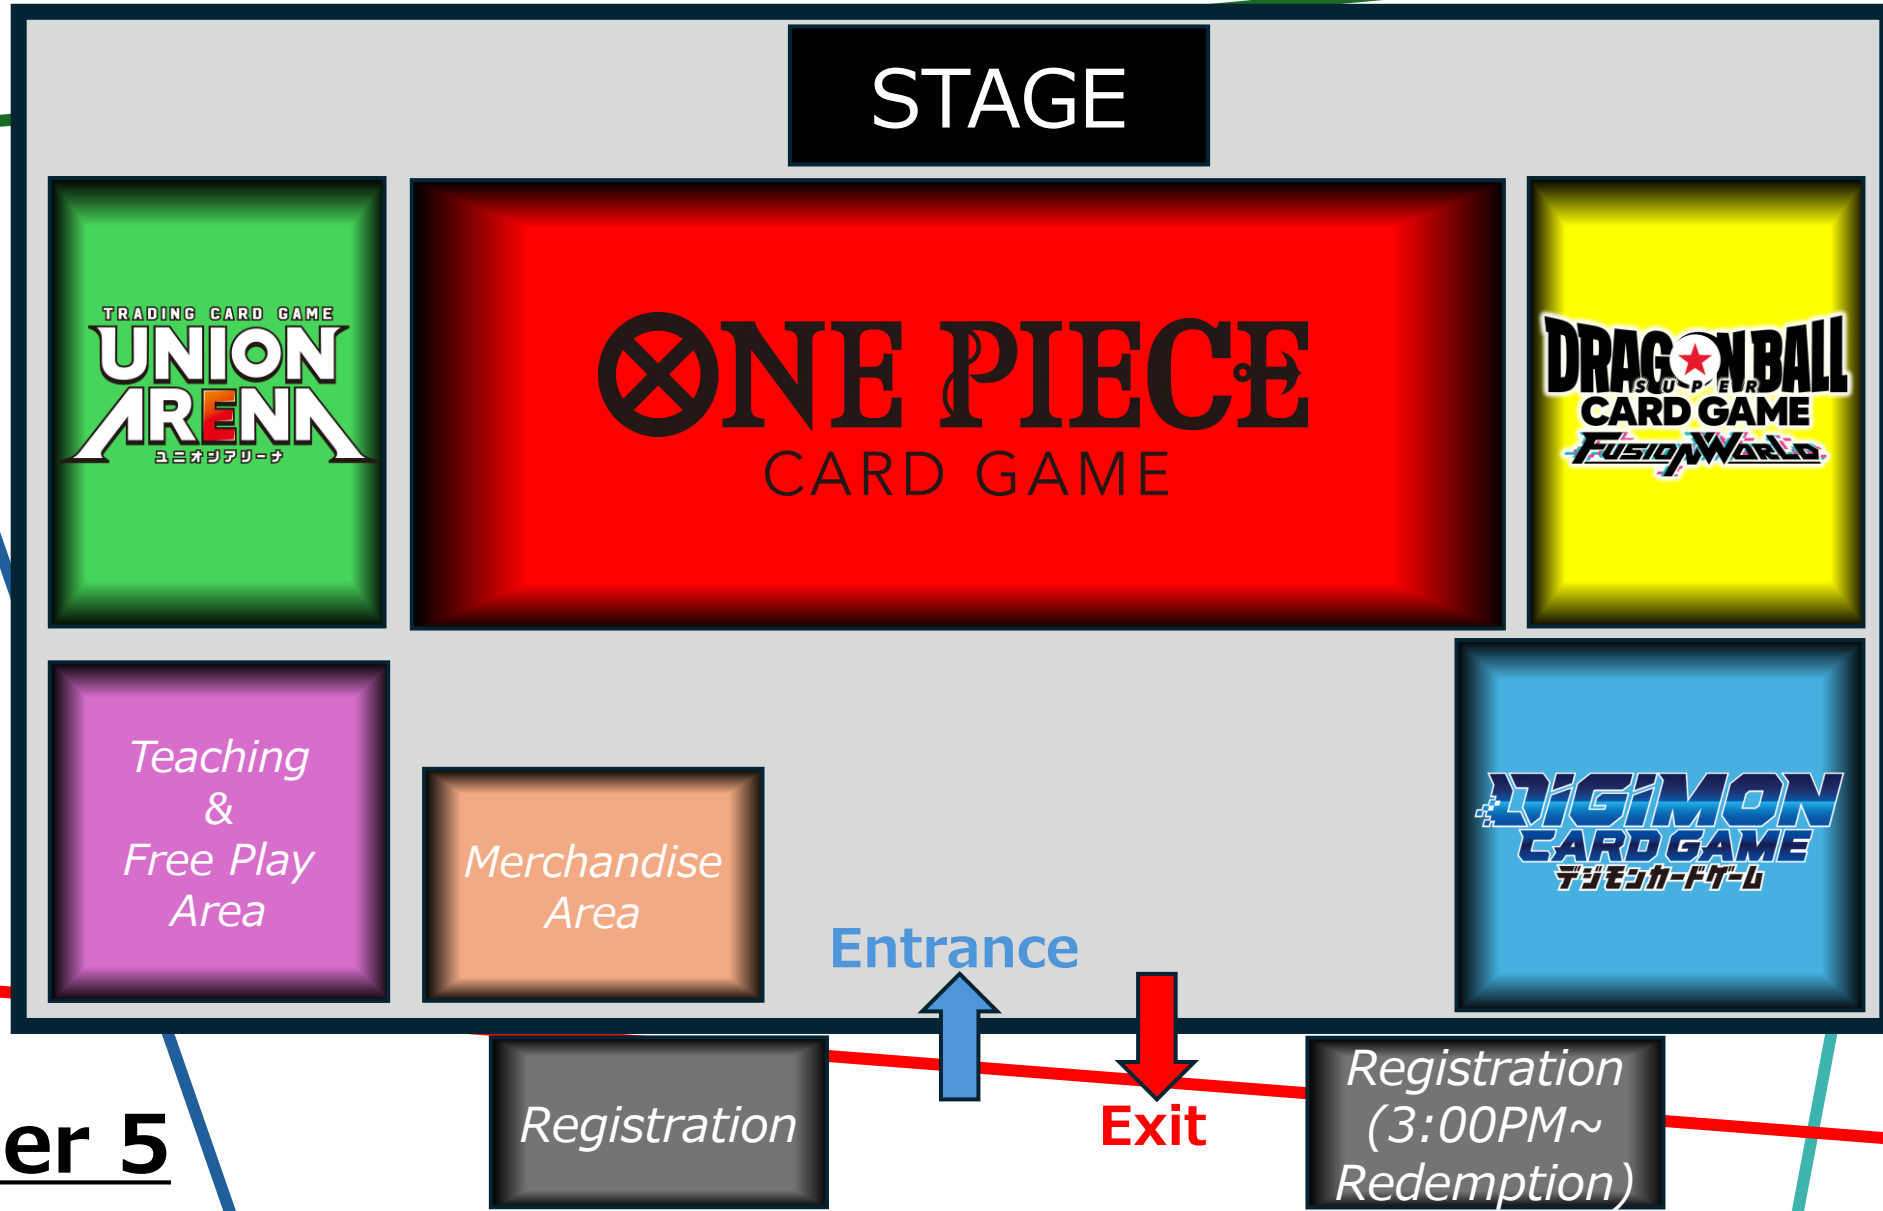 STAGE
TRADING CARD GAME
UNION
ARENA
ユニオンアリーナ
ONE PIECE
CARD GAME
DRAGONBALL
SUPER
CARD GAME
FUSION WORLD
Teaching
&
Free Play
Area
Merchandise
Area
DIGIMON
CARD GAME
デジモンカードゲーム
Entrance
Exit
Registration
Registration
(3:00PM~
Redemption)
er 5